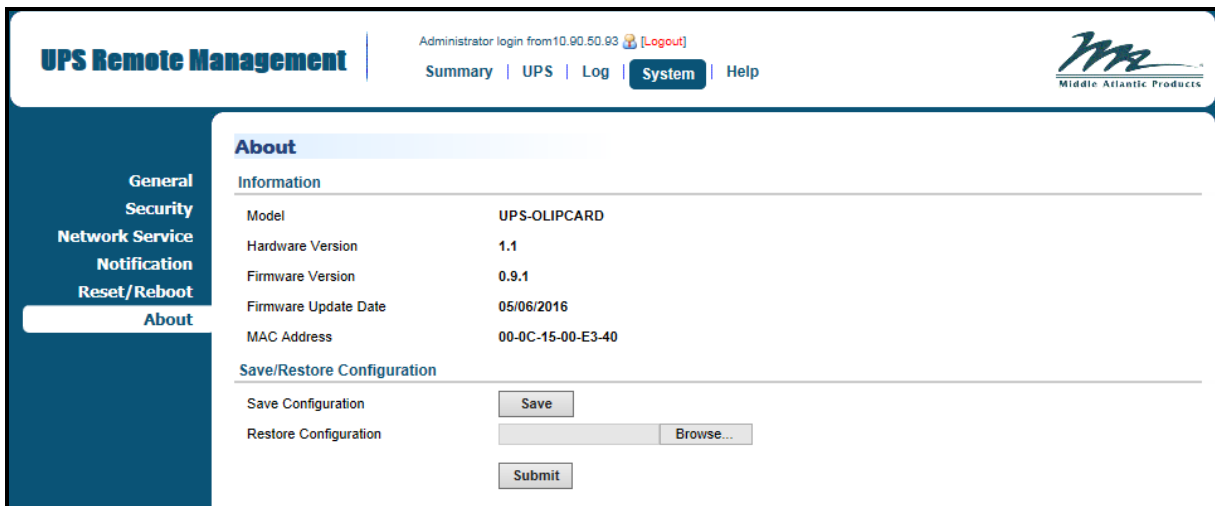 UPS Remote Management
Administrator login from10.90.50.93 [Logout]
Summary | UPS | Log | System | Help
Middle Atlantic Products
General
Security
Network Service
Notification
Reset/Reboot
About
About
Information
Model UPS-OLIPCARD
Hardware Version 1.1
Firmware Version 0.9.1
Firmware Update Date 05/06/2016
MAC Address 00-0C-15-00-E3-40
Save/Restore Configuration
Save Configuration Save
Restore Configuration Browse...
Submit